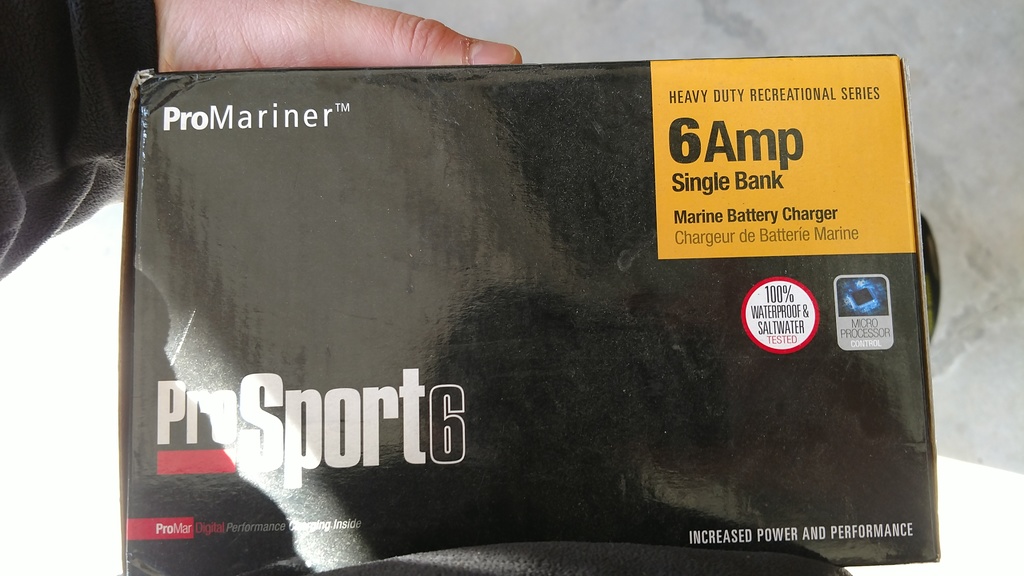 ProMariner™
HEAVY DUTY RECREATIONAL SERIES
6Amp
Single Bank
Marine Battery Charger
Chargeur de Batteríe Marine
100%
WATERPROOF &
SALTWATER
TESTED
MICRO
PROCESSOR
CONTROL
ProSport6
ProMar Digital Performance Charging Inside
INCREASED POWER AND PERFORMANCE